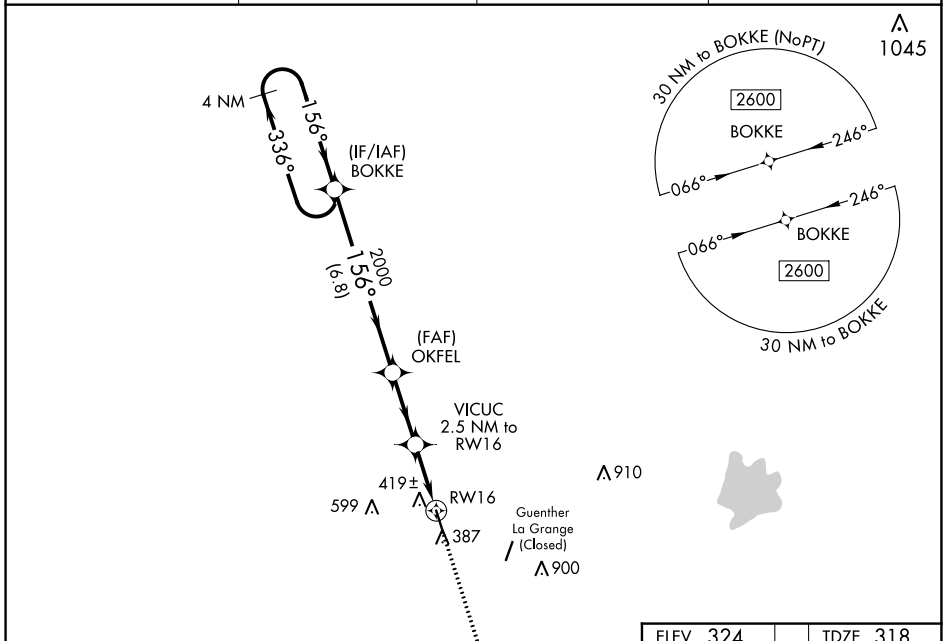 1045
30 NM to BOKKE (NoPT)
2600
BOKKE
246°
066°
246°
066°
BOKKE
2600
30 NM to BOKKE
4 NM
156°
336°
(IF/IAF)
BOKKE
2000
156°
(6.8)
(FAF)
OKFEL
VICUC
2.5 NM to
RW16
419±
599
RW16
387
910
Guenther
La Grange
(Closed)
900
ELEV 324
TDZE 318